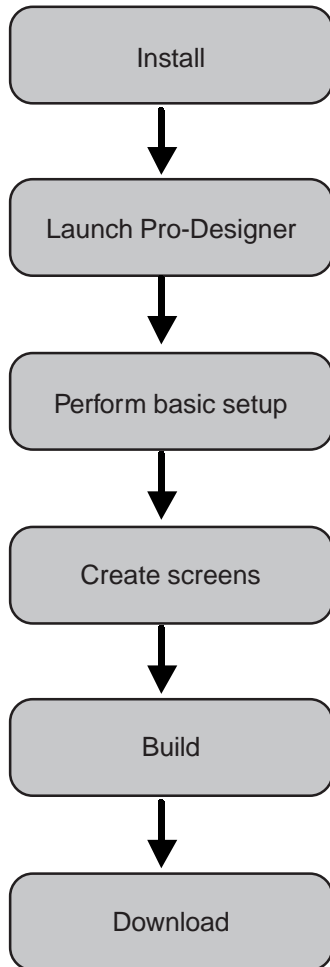 Install
Launch Pro-Designer
Perform basic setup
Create screens
Build
Download